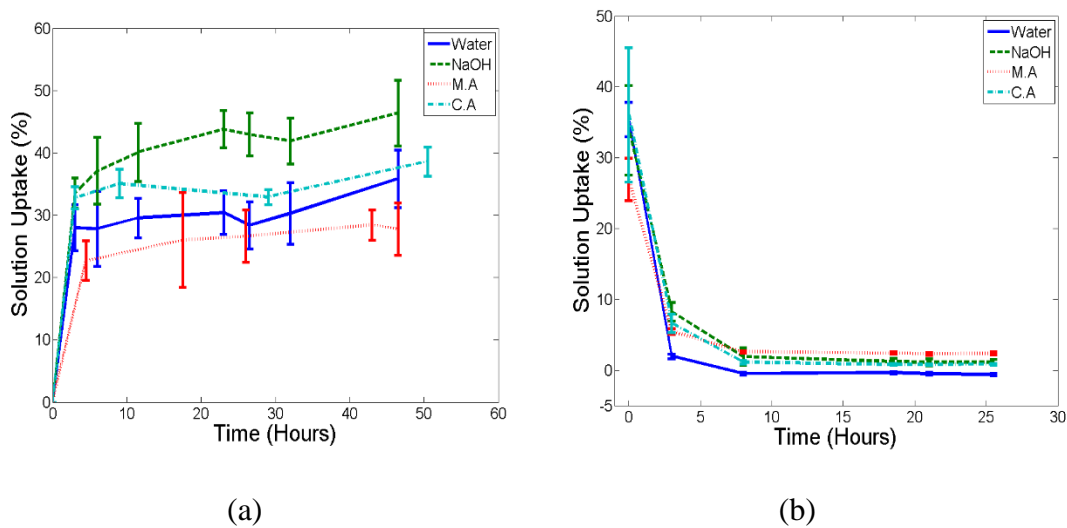 60
50
40
30
20
10
0
Solution Uptake (%)
0 10 20 30 40 50 60
Time (Hours)
Water
NaOH
M.A
C.A
(a)
50
40
30
20
10
0
-5
Solution Uptake (%)
0 5 10 15 20 25 30
Time (Hours)
Water
NaOH
M.A
C.A
(b)